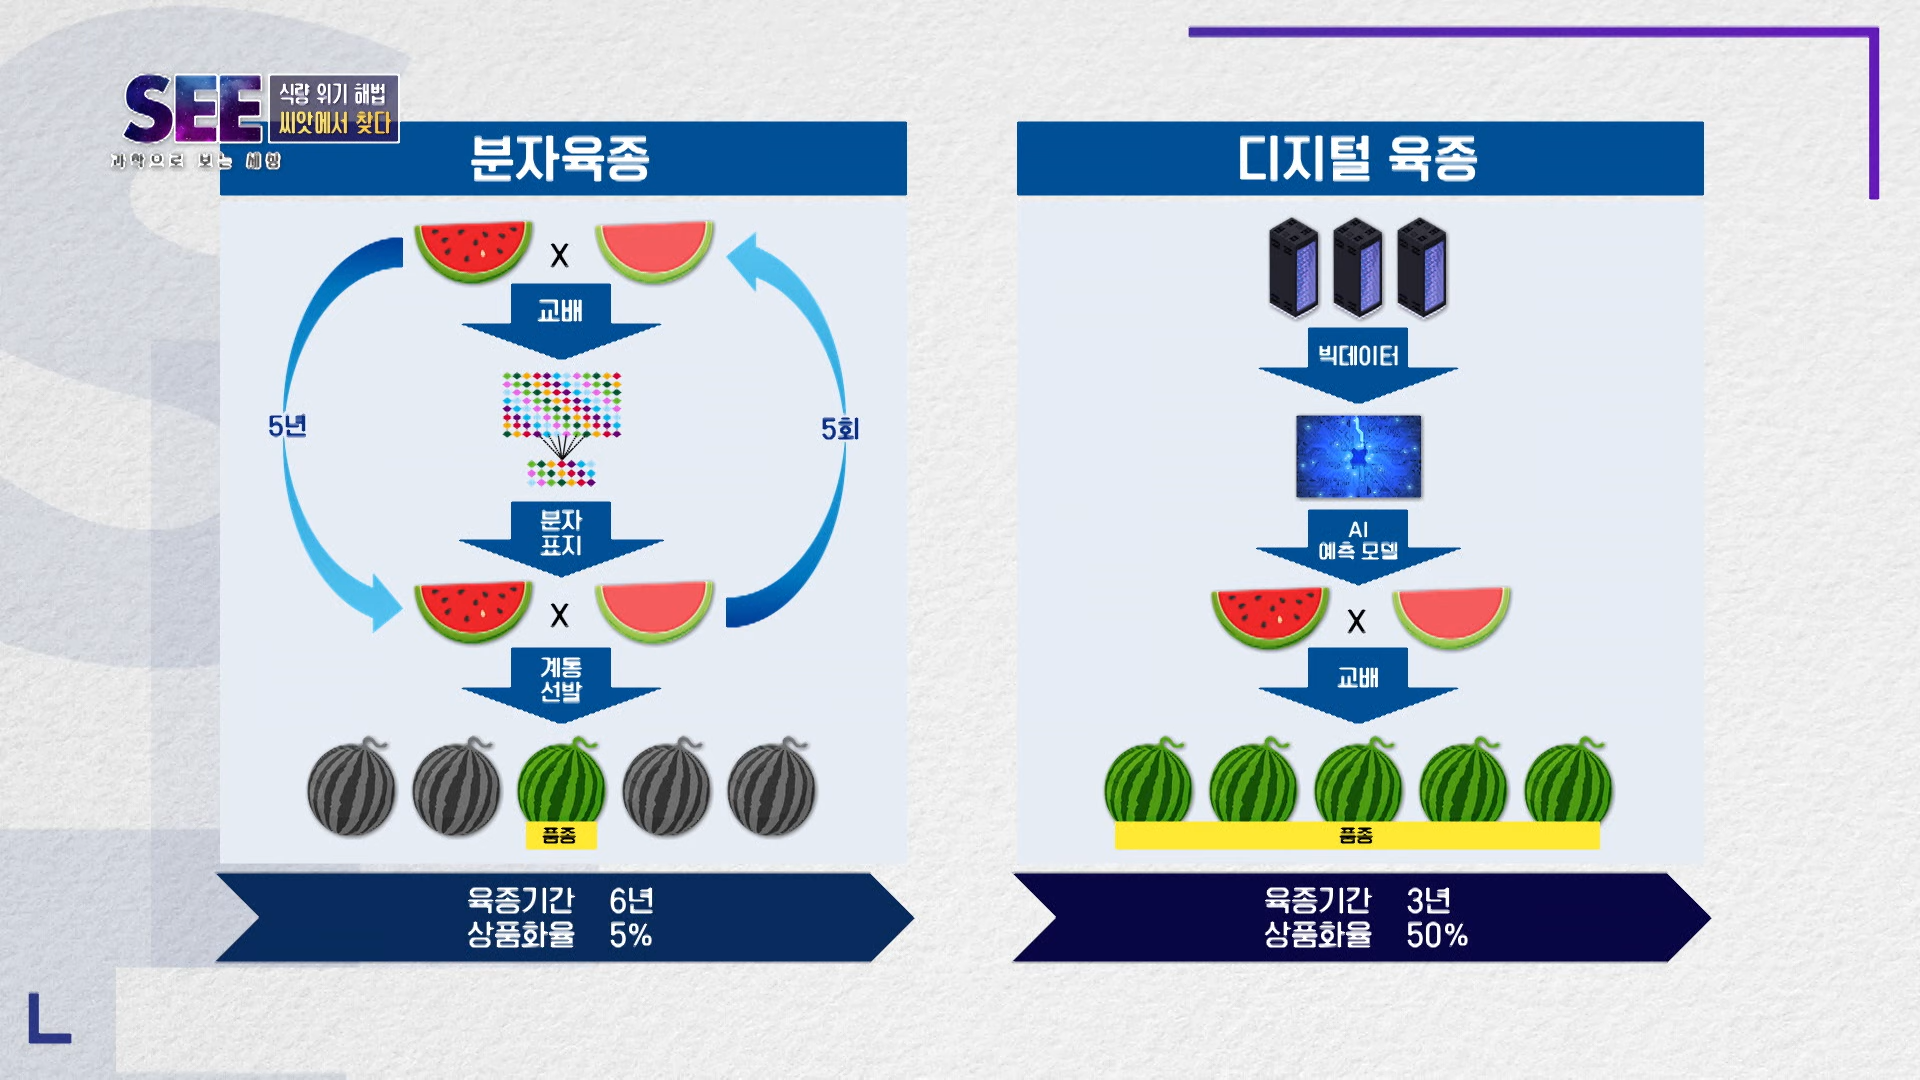 SEE
식량 위기 해법
씨앗에서 찾다
과학으로 보는 세상
분자육종
X
교배
5년
5회
분자
표지
X
계통
선발
품종
육종기간 6년
상품화율 5%
디지털 육종
빅데이터
AI
예측 모델
X
교배
품종
육종기간 3년
상품화율 50%